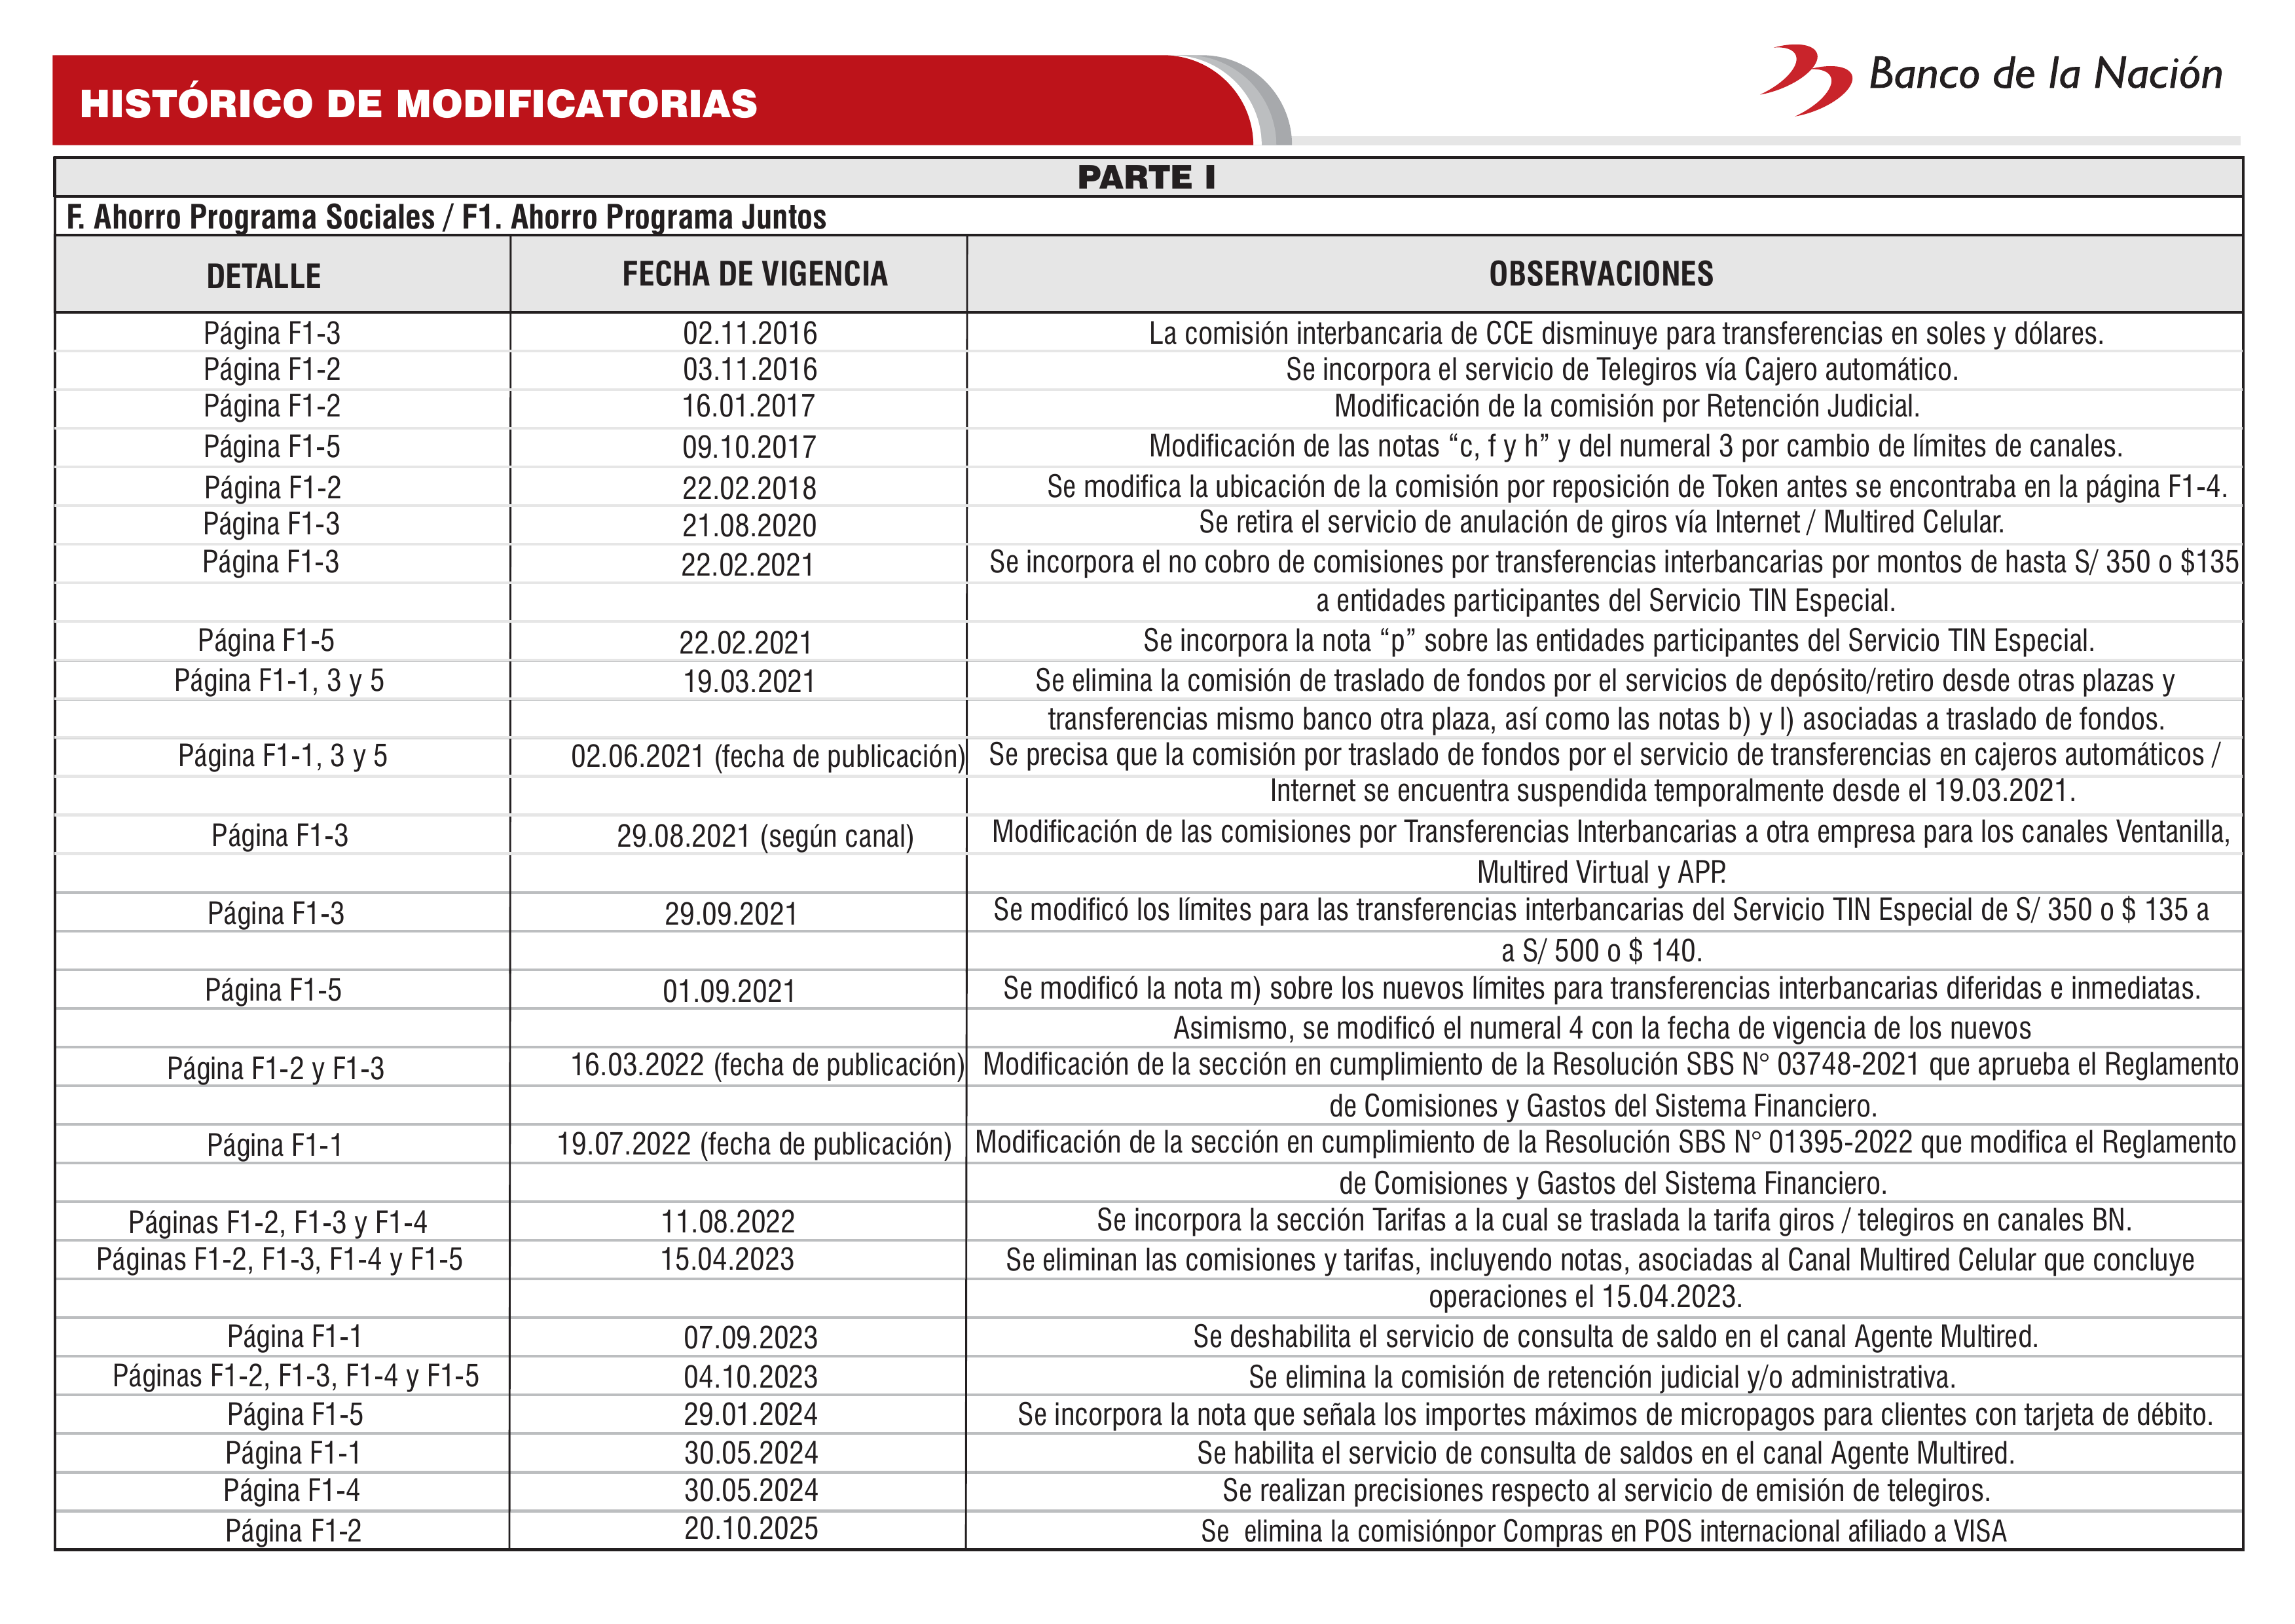 HISTÓRICO DE MODIFICATORIAS
Banco de la Nación
PARTE I
F. Ahorro Programa Sociales / F1. Ahorro Programa Juntos
DETALLE FECHA DE VIGENCIA OBSERVACIONES
Página F1-3 02.11.2016 La comisión interbancaria de CCE disminuye para transferencias en soles y dólares.
Página F1-2 03.11.2016 Se incorpora el servicio de Telegiros vía Cajero automático.
Página F1-2 16.01.2017 Modificación de la comisión por Retención Judicial.
Página F1-5 09.10.2017 Modificación de las notas “c, f y h” y del numeral 3 por cambio de límites de canales.
Página F1-2 22.02.2018 Se modifica la ubicación de la comisión por reposición de Token antes se encontraba en la página F1-4.
Página F1-3 21.08.2020 Se retira el servicio de anulación de giros vía Internet / Multired Celular.
Página F1-3 22.02.2021 Se incorpora el no cobro de comisiones por transferencias interbancarias por montos de hasta S/ 350 o $135
a entidades participantes del Servicio TIN Especial.
Página F1-5 22.02.2021 Se incorpora la nota “p” sobre las entidades participantes del Servicio TIN Especial.
Página F1-1, 3 y 5 19.03.2021 Se elimina la comisión de traslado de fondos por el servicios de depósito/retiro desde otras plazas y
transferencias mismo banco otra plaza, así como las notas b) y l) asociadas a traslado de fondos.
Página F1-1, 3 y 5 02.06.2021 (fecha de publicación) Se precisa que la comisión por traslado de fondos por el servicio de transferencias en cajeros automáticos /
Internet se encuentra suspendida temporalmente desde el 19.03.2021.
Página F1-3 29.08.2021 (según canal) Modificación de las comisiones por Transferencias Interbancarias a otra empresa para los canales Ventanilla,
Multired Virtual y APP.
Página F1-3 29.09.2021 Se modificó los límites para las transferencias interbancarias del Servicio TIN Especial de S/ 350 o $ 135 a
a S/ 500 o $ 140.
Página F1-5 01.09.2021 Se modificó la nota m) sobre los nuevos límites para transferencias interbancarias diferidas e inmediatas.
Asimismo, se modificó el numeral 4 con la fecha de vigencia de los nuevos
Página F1-2 y F1-3 16.03.2022 (fecha de publicación) Modificación de la sección en cumplimiento de la Resolución SBS N° 03748-2021 que aprueba el Reglamento
de Comisiones y Gastos del Sistema Financiero.
Página F1-1 19.07.2022 (fecha de publicación) Modificación de la sección en cumplimiento de la Resolución SBS N° 01395-2022 que modifica el Reglamento
de Comisiones y Gastos del Sistema Financiero.
Páginas F1-2, F1-3 y F1-4 11.08.2022 Se incorpora la sección Tarifas a la cual se traslada la tarifa giros / telegiros en canales BN.
Páginas F1-2, F1-3, F1-4 y F1-5 15.04.2023 Se eliminan las comisiones y tarifas, incluyendo notas, asociadas al Canal Multired Celular que concluye
operaciones el 15.04.2023.
Página F1-1 07.09.2023 Se deshabilita el servicio de consulta de saldo en el canal Agente Multired.
Páginas F1-2, F1-3, F1-4 y F1-5 04.10.2023 Se elimina la comisión de retención judicial y/o administrativa.
Página F1-5 29.01.2024 Se incorpora la nota que señala los importes máximos de micropagos para clientes con tarjeta de débito.
Página F1-1 30.05.2024 Se habilita el servicio de consulta de saldos en el canal Agente Multired.
Página F1-4 30.05.2024 Se realizan precisiones respecto al servicio de emisión de telegiros.
Página F1-2 20.10.2025 Se elimina la comisiónpor Compras en POS internacional afiliado a VISA